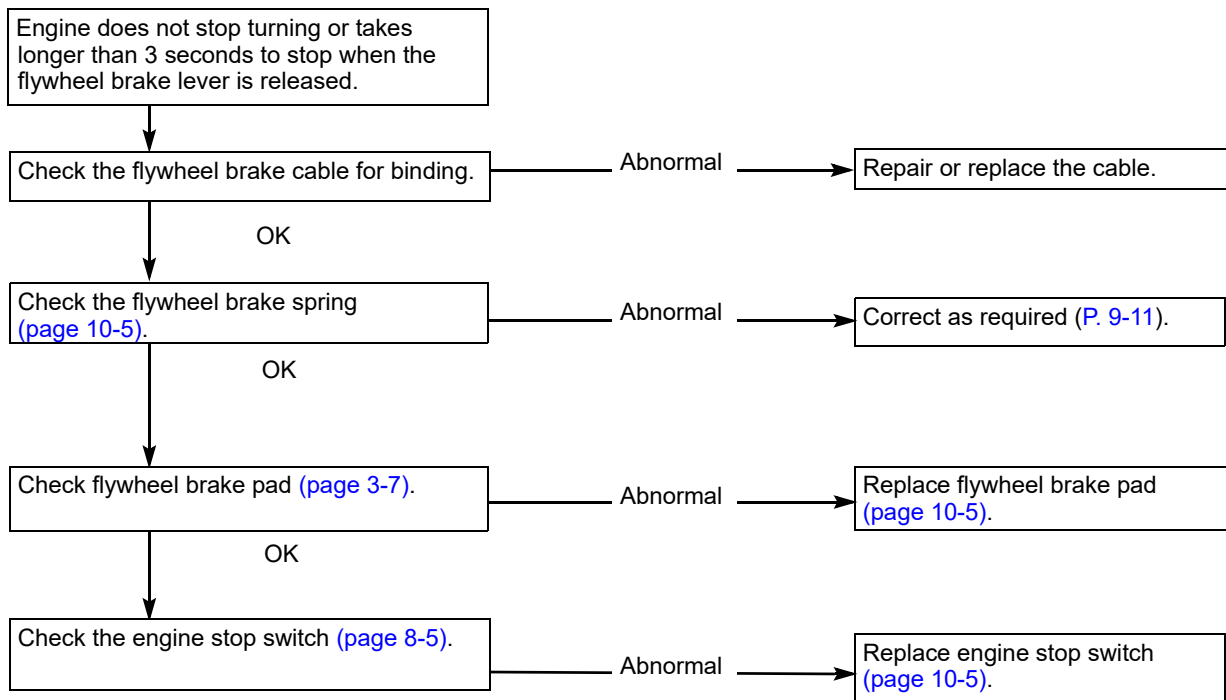 Engine does not stop turning or takes
longer than 3 seconds to stop when the
flywheel brake lever is released.
Check the flywheel brake cable for binding.
Abnormal
Repair or replace the cable.
OK
Check the flywheel brake spring
(page 10-5).
Abnormal
Correct as required (P. 9-11).
OK
Check flywheel brake pad (page 3-7).
Abnormal
Replace flywheel brake pad
(page 10-5).
OK
Check the engine stop switch (page 8-5).
Abnormal
Replace engine stop switch
(page 10-5).